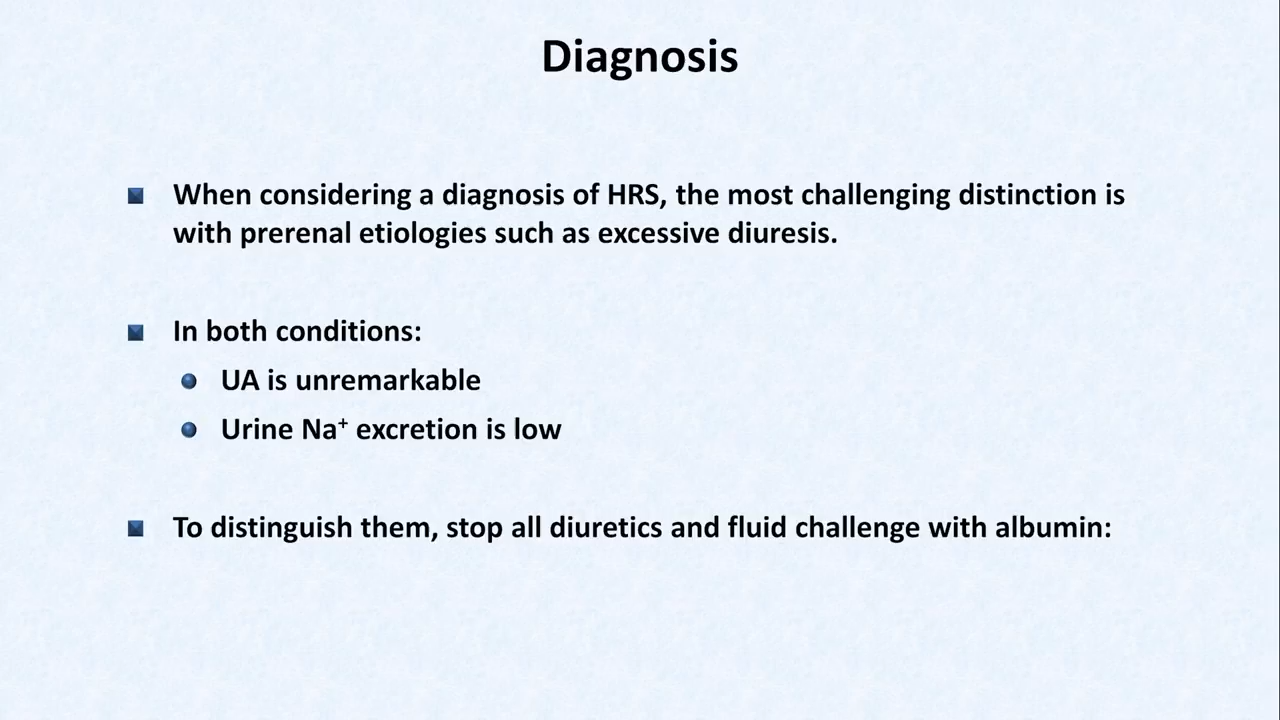 Diagnosis
When considering a diagnosis of HRS, the most challenging distinction is
with prerenal etiologies such as excessive diuresis.
In both conditions:
UA is unremarkable
Urine Na⁺ excretion is low
To distinguish them, stop all diuretics and fluid challenge with albumin: